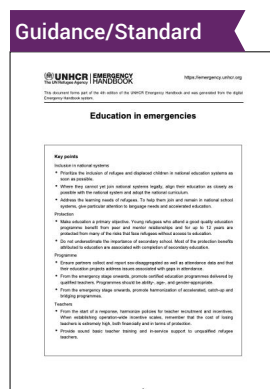 Guidance/Standard
UNHCR
The UN Refugee Agency
EMERGENCY
HANDBOOK
https://emergency.unhcr.org
This document forms part of the 4th edition of the UNHCR Emergency Handbook and was generated from the digital
Emergency Handbook system.
Education in emergencies
Key points
Inclusion in national systems
• Prioritize the inclusion of refugee and displaced children in national education systems as
soon as possible.
• Where they cannot yet join national systems legally, align their education as closely as
possible with the national system and adopt the national curriculum.
• Address the learning needs of refugees. To help them join and remain in national school
systems, give particular attention to language needs and accelerated education.
Protection
• Make education a primary objective. Young refugees who attend a good quality education
programme benefit from peer and mentor relationships and for up to 12 years are
protected from many of the risks that face refugees without access to education.
• Do not underestimate the importance of secondary school. Most of the protection benefits
attributed to education are associated with completion of secondary education.
Programme
• Ensure partners collect and report sex-disaggregated as well as attendance data and that
their education projects address issues associated with gaps in attendance.
• From the emergency stage onwards, promote certified education programmes delivered by
qualified teachers. Programmes should be ability-, age-, and gender-appropriate.
• From the emergency stage onwards, promote harmonization of accelerated, catch-up and
bridging programmes.
Teachers
• From the start of a response, harmonize policies for teacher recruitment and incentives.
When establishing operation-wide incentive scales, remember that the cost of losing
teachers is extremely high, both financially and in terms of protection.
• Provide sound basic teacher training and in-service support to unqualified refugee
teachers.